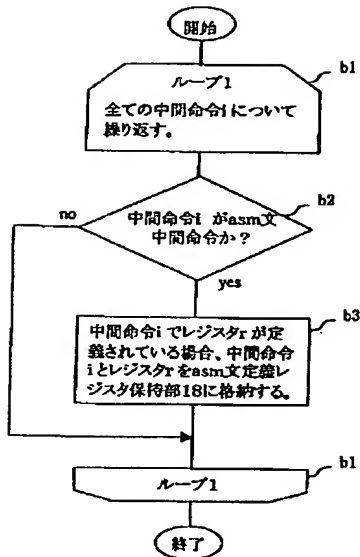 開始
b1
ループ1
全ての中間命令iについて
繰り返す。
b2
中間命令i がasm文
中間命令か？
no
yes
b3
中間命令iでレジスタrが定
義されている場合、中間命令
iとレジスタrをasm文定義レ
ジスタ保持部18に格納する。
b1
ループ1
終了